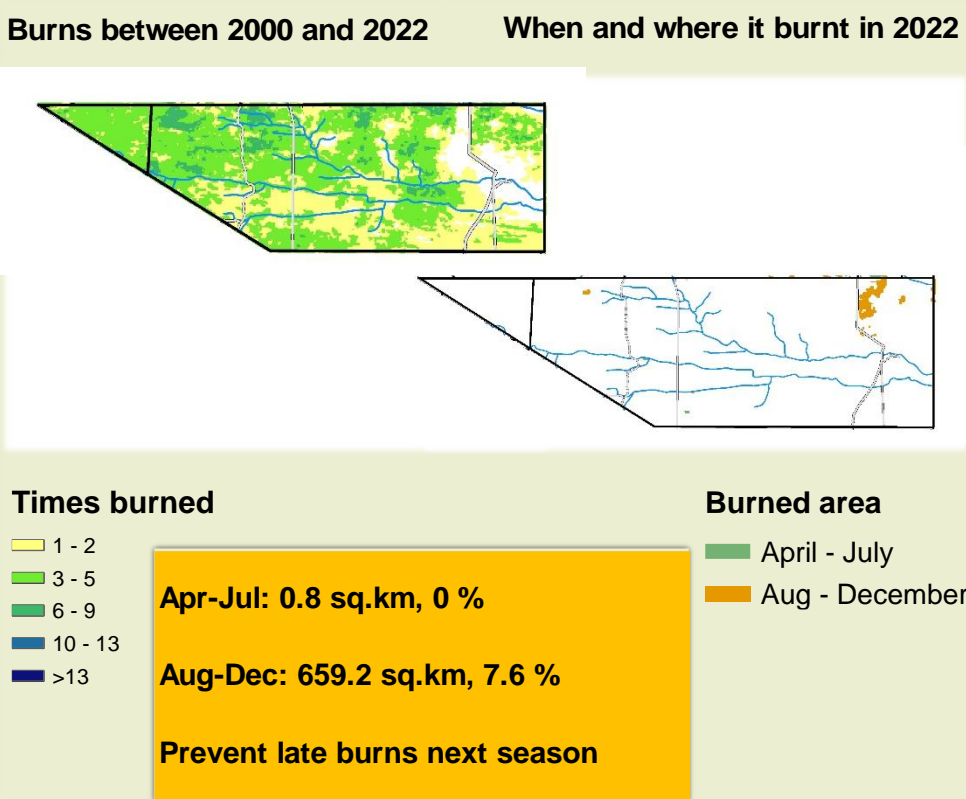 Burns between 2000 and 2022
When and where it burnt in 2022
Times burned
1 - 2
3 - 5
6 - 9
10 - 13
>13
Apr-Jul: 0.8 sq.km, 0 %
Aug-Dec: 659.2 sq.km, 7.6 %
Prevent late burns next season
Burned area
April - July
Aug - December